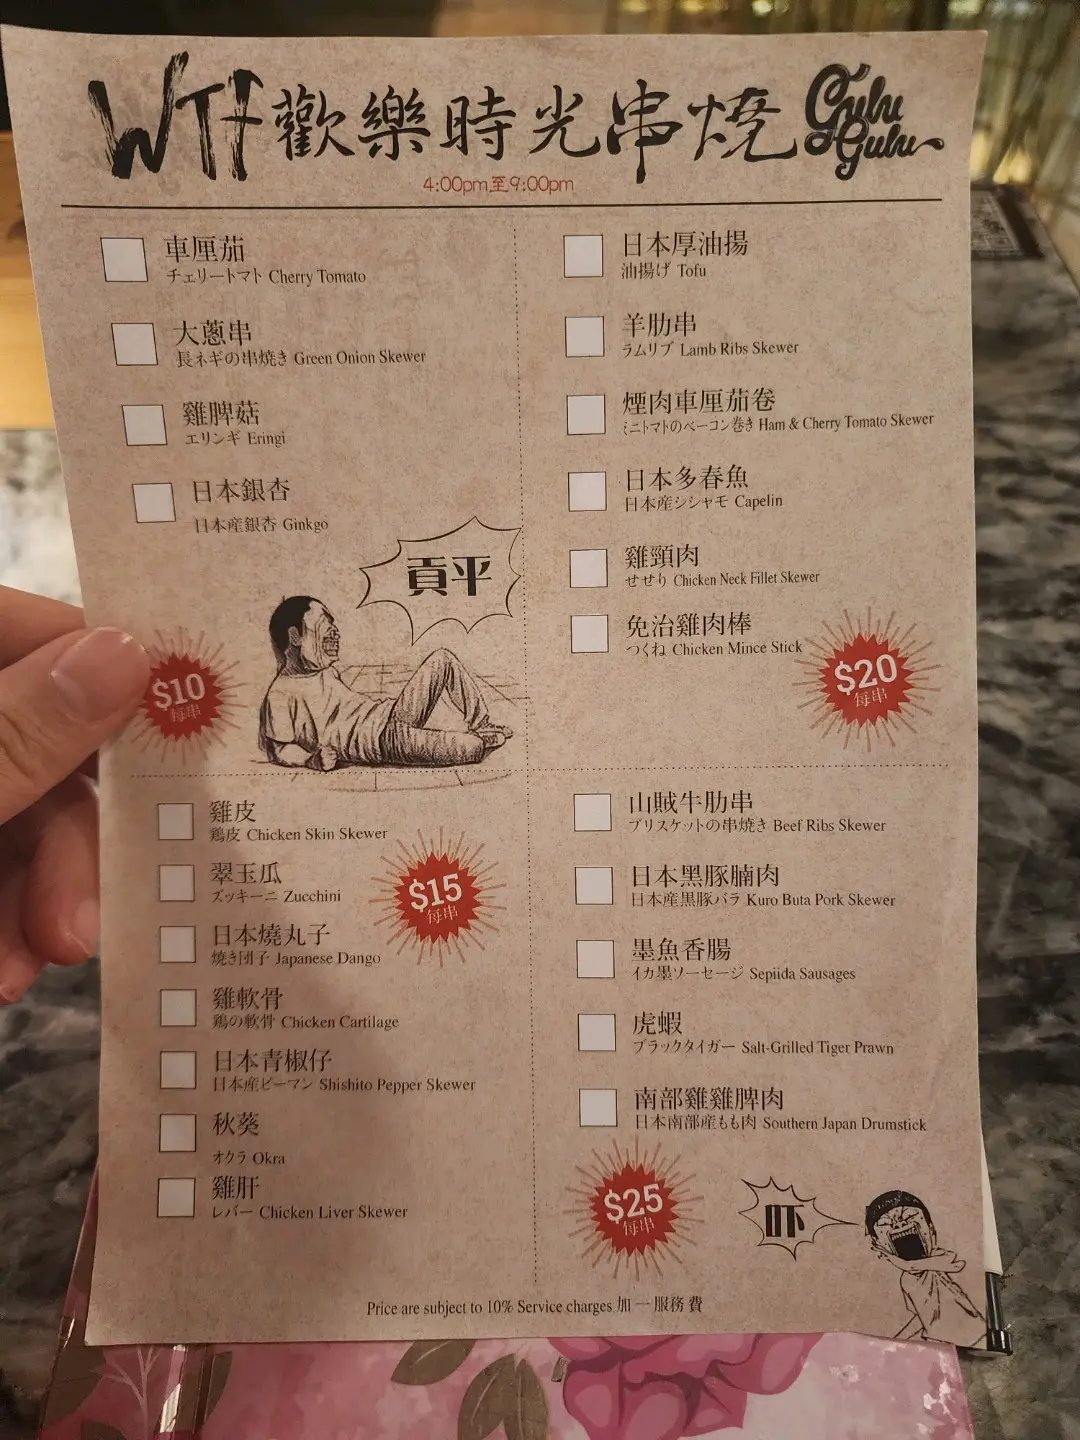 WTF歡樂時光串燒 Gulu Gulu
4:00pm至9:00pm
車厘茄
チェリートマト Cherry Tomato
大蔥串
長ネギの串焼き Green Onion Skewer
雞脾菇
エリンギ Eringi
日本銀杏
日本産銀杏 Ginkgo
貢平
$10
每串
日本厚油揚
油揚げ Tofu
羊肋串
ラムリブ Lamb Ribs Skewer
煙肉車厘茄卷
ミニトマトのベーコン巻き Ham & Cherry Tomato Skewer
日本多春魚
日本産シシャモ Capelin
雞頸肉
せせり Chicken Neck Fillet Skewer
免治雞肉棒
つくね Chicken Mince Stick
$20
每串
雞皮
鶏皮 Chicken Skin Skewer
翠玉瓜
ズッキーニ Zucchini
日本燒丸子
焼き団子 Japanese Dango
雞軟骨
鶏の軟骨 Chicken Cartilage
日本青椒仔
日本産ピーマン Shishito Pepper Skewer
秋葵
オクラ Okra
雞肝
レバー Chicken Liver Skewer
$15
每串
山賊牛肋串
ブリスケットの串焼き Beef Ribs Skewer
日本黑豚腩肉
日本産黒豚バラ Kuro Buta Pork Skewer
墨魚香腸
イカ墨ソーセージ Sepiida Sausages
虎蝦
ブラックタイガー Salt-Grilled Tiger Prawn
南部雞雞脾肉
日本南部産もも肉 Southern Japan Drumstick
$25
每串
吓
Price are subject to 10% Service charges 加一服務費